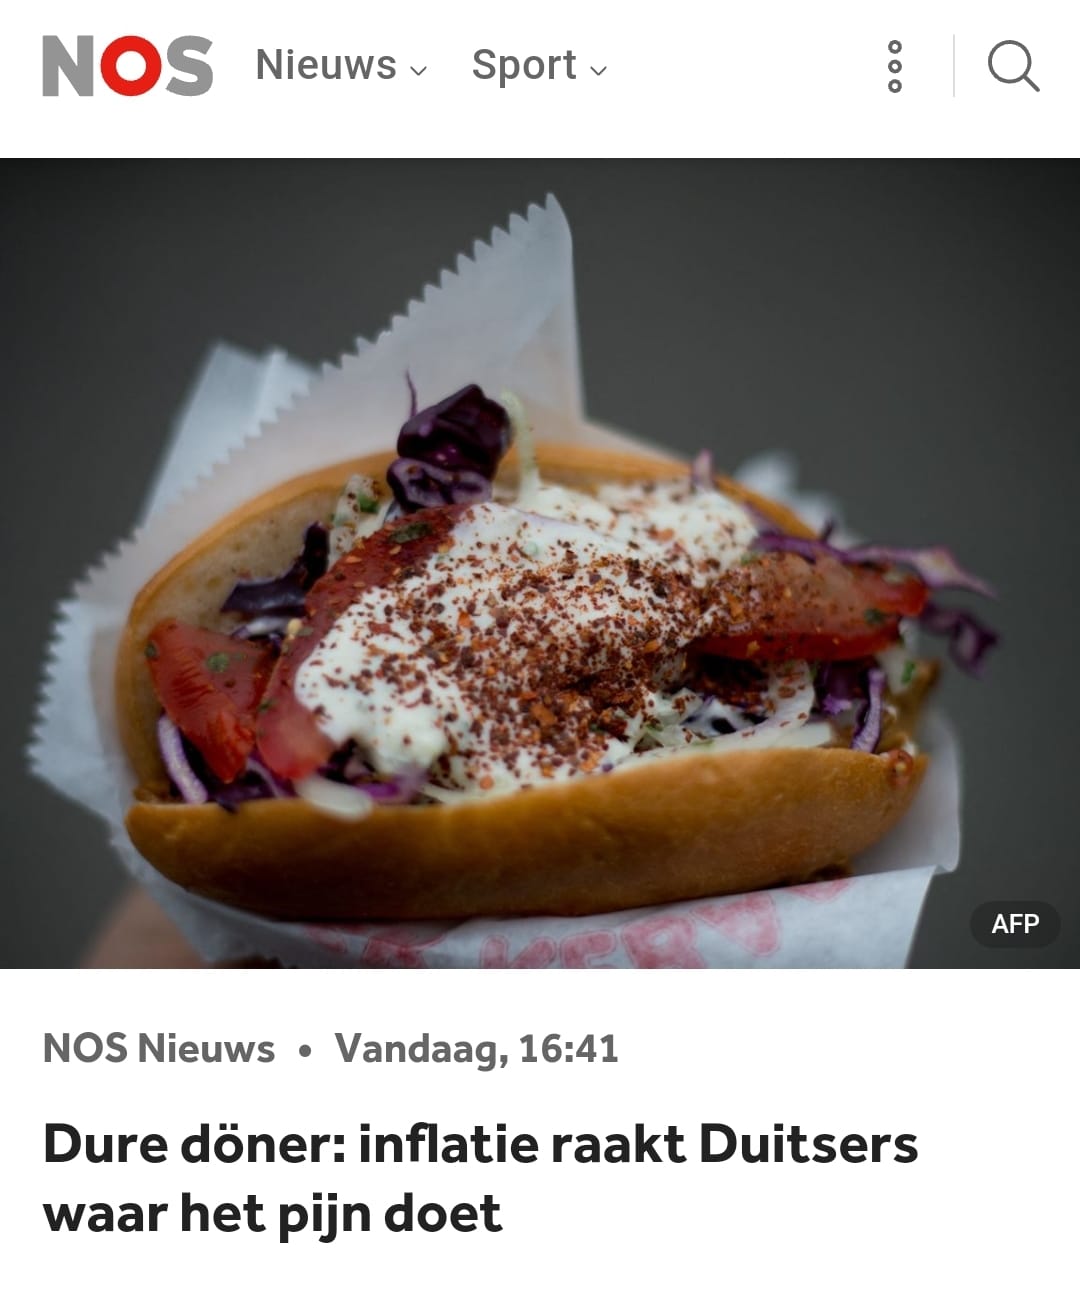 NOS Nieuws Sport
AFP
NOS Nieuws • Vandaag, 16:41
Dure döner: inflatie raakt Duitsers
waar het pijn doet